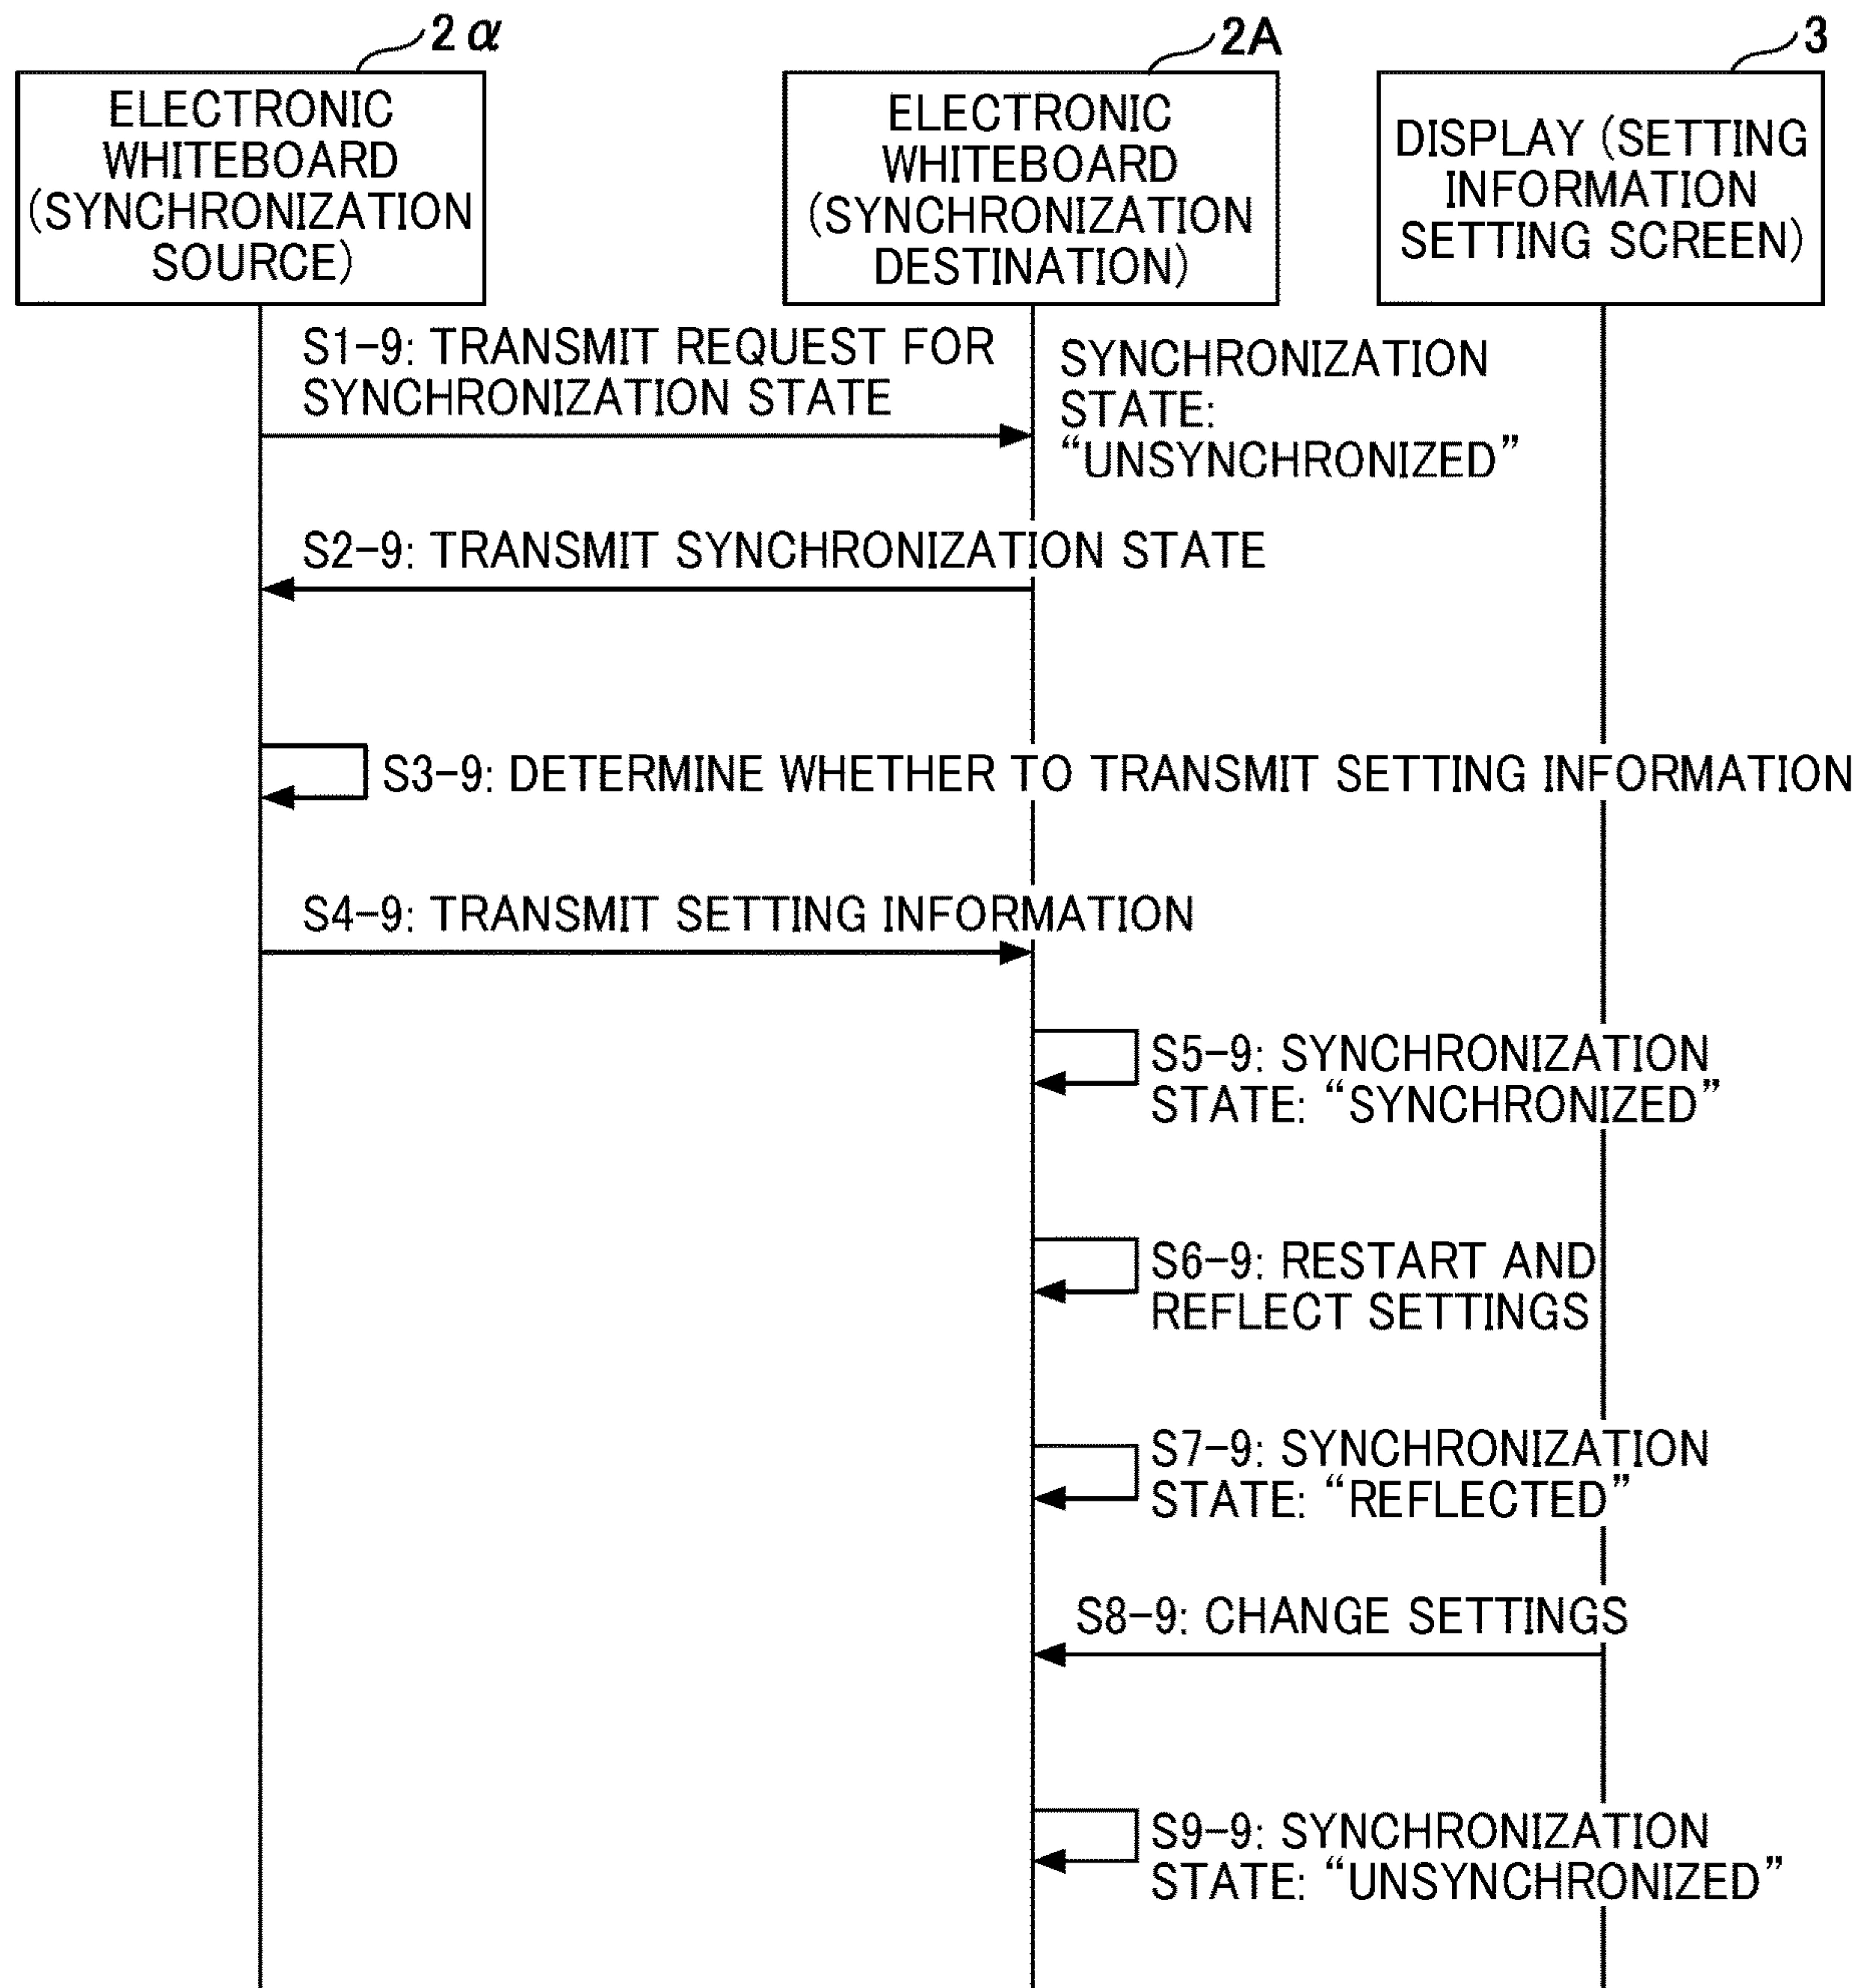 2α
2A
3
ELECTRONIC
WHITEBOARD
(SYNCHRONIZATION
SOURCE)
ELECTRONIC
WHITEBOARD
(SYNCHRONIZATION
DESTINATION)
DISPLAY (SETTING
INFORMATION
SETTING SCREEN)
S1-9: TRANSMIT REQUEST FOR
SYNCHRONIZATION STATE
SYNCHRONIZATION
STATE:
“UNSYNCHRONIZED”
S2-9: TRANSMIT SYNCHRONIZATION STATE
S3-9: DETERMINE WHETHER TO TRANSMIT SETTING INFORMATION
S4-9: TRANSMIT SETTING INFORMATION
S5-9: SYNCHRONIZATION
STATE: “SYNCHRONIZED”
S6-9: RESTART AND
REFLECT SETTINGS
S7-9: SYNCHRONIZATION
STATE: “REFLECTED”
S8-9: CHANGE SETTINGS
S9-9: SYNCHRONIZATION
STATE: “UNSYNCHRONIZED”